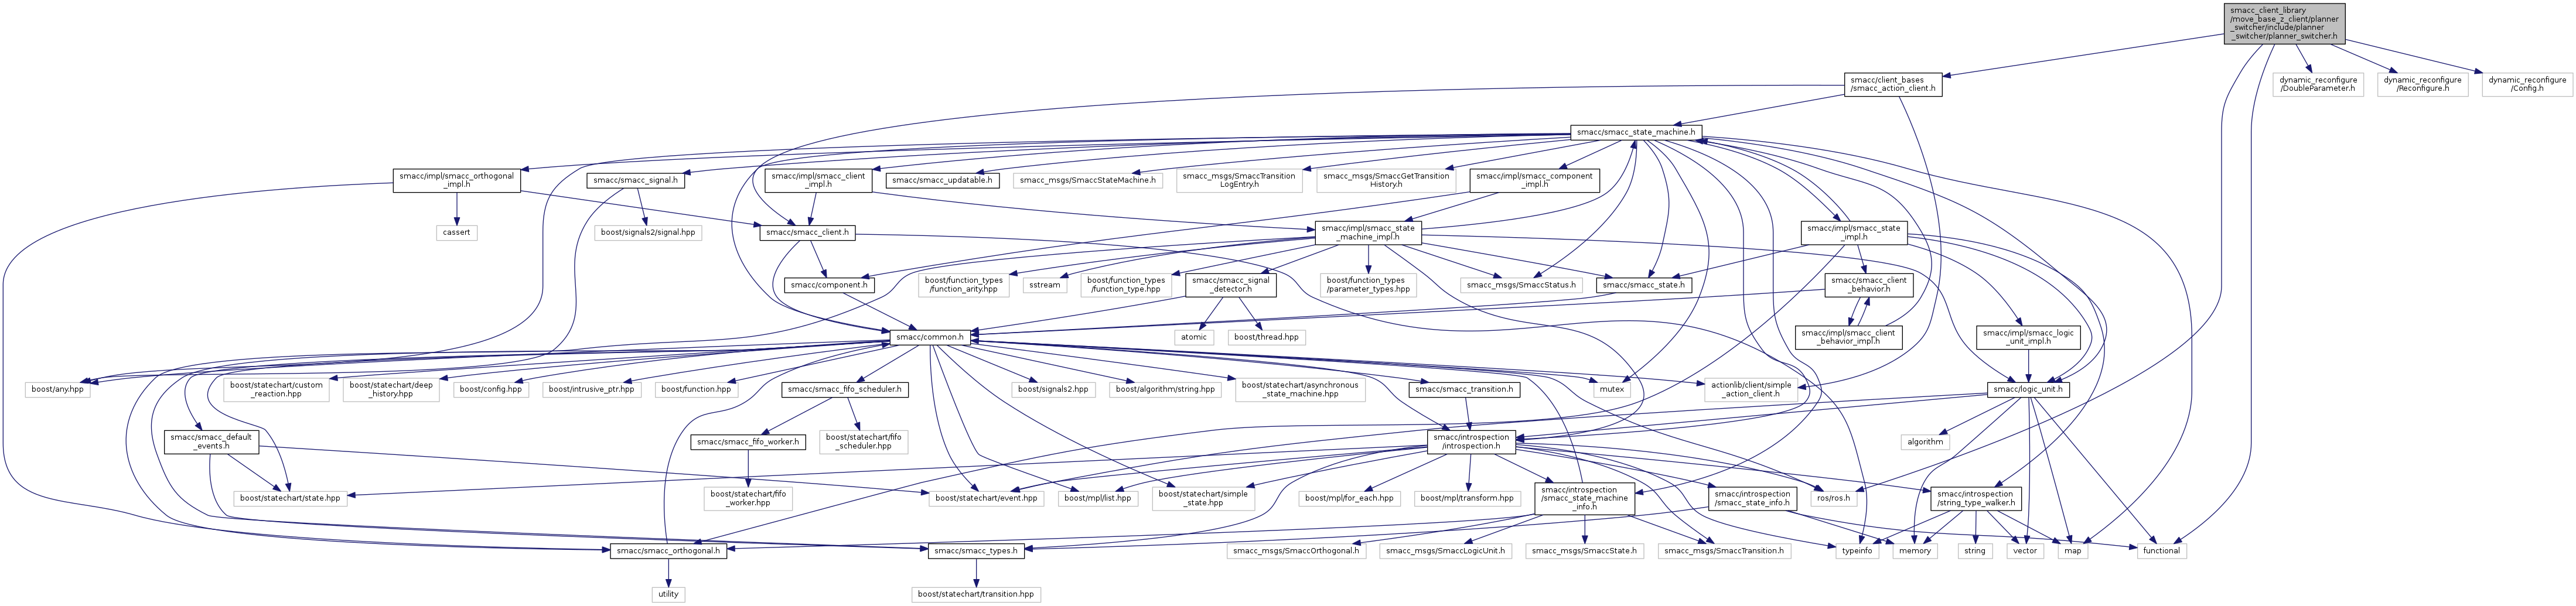 smacc_client_library
/move_base_z_client/planner
_switcher/include/planner
_switcher/planner_switcher.h
smacc/client_bases
/smacc_action_client.h
dynamic_reconfigure
/DoubleParameter.h
dynamic_reconfigure
/Reconfigure.h
dynamic_reconfigure
/Config.h
smacc/smacc_state_machine.h
smacc/impl/smacc_orthogonal
_impl.h
smacc/smacc_signal.h
smacc/impl/smacc_client
_impl.h
smacc/smacc_updatable.h
smacc_msgs/SmaccStateMachine.h
smacc_msgs/SmaccTransition
LogEntry.h
smacc_msgs/SmaccGetTransition
History.h
smacc/impl/smacc_component
_impl.h
cassert
boost/signals2/signal.hpp
smacc/smacc_client.h
smacc/impl/smacc_state
_machine_impl.h
smacc/impl/smacc_state
_impl.h
smacc/component.h
boost/function_types
/function_arity.hpp
sstream
boost/function_types
/function_type.hpp
smacc/smacc_signal
_detector.h
boost/function_types
/parameter_types.hpp
smacc_msgs/SmaccStatus.h
smacc/smacc_state.h
smacc/smacc_client
_behavior.h
smacc/common.h
atomic
boost/thread.hpp
smacc/impl/smacc_client
_behavior_impl.h
smacc/impl/smacc_logic
_unit_impl.h
boost/any.hpp
boost/statechart/custom
_reaction.hpp
boost/statechart/deep
_history.hpp
boost/config.hpp
boost/intrusive_ptr.hpp
boost/function.hpp
smacc/smacc_fifo_scheduler.h
boost/signals2.hpp
boost/algorithm/string.hpp
boost/statechart/asynchronous
_state_machine.hpp
smacc/smacc_transition.h
mutex
actionlib/client/simple
_action_client.h
smacc/logic_unit.h
smacc/smacc_default
_events.h
smacc/smacc_fifo_worker.h
boost/statechart/fifo
_scheduler.hpp
smacc/introspection
/introspection.h
algorithm
boost/statechart/state.hpp
boost/statechart/fifo
_worker.hpp
boost/statechart/event.hpp
boost/mpl/list.hpp
boost/statechart/simple
_state.hpp
boost/mpl/for_each.hpp
boost/mpl/transform.hpp
smacc/introspection
/smacc_state_machine
_info.h
smacc/introspection
/smacc_state_info.h
ros/ros.h
smacc/introspection
/string_type_walker.h
smacc/smacc_orthogonal.h
smacc/smacc_types.h
smacc_msgs/SmaccOrthogonal.h
smacc_msgs/SmaccLogicUnit.h
smacc_msgs/SmaccState.h
smacc_msgs/SmaccTransition.h
typeinfo
memory
string
vector
map
functional
utility
boost/statechart/transition.hpp